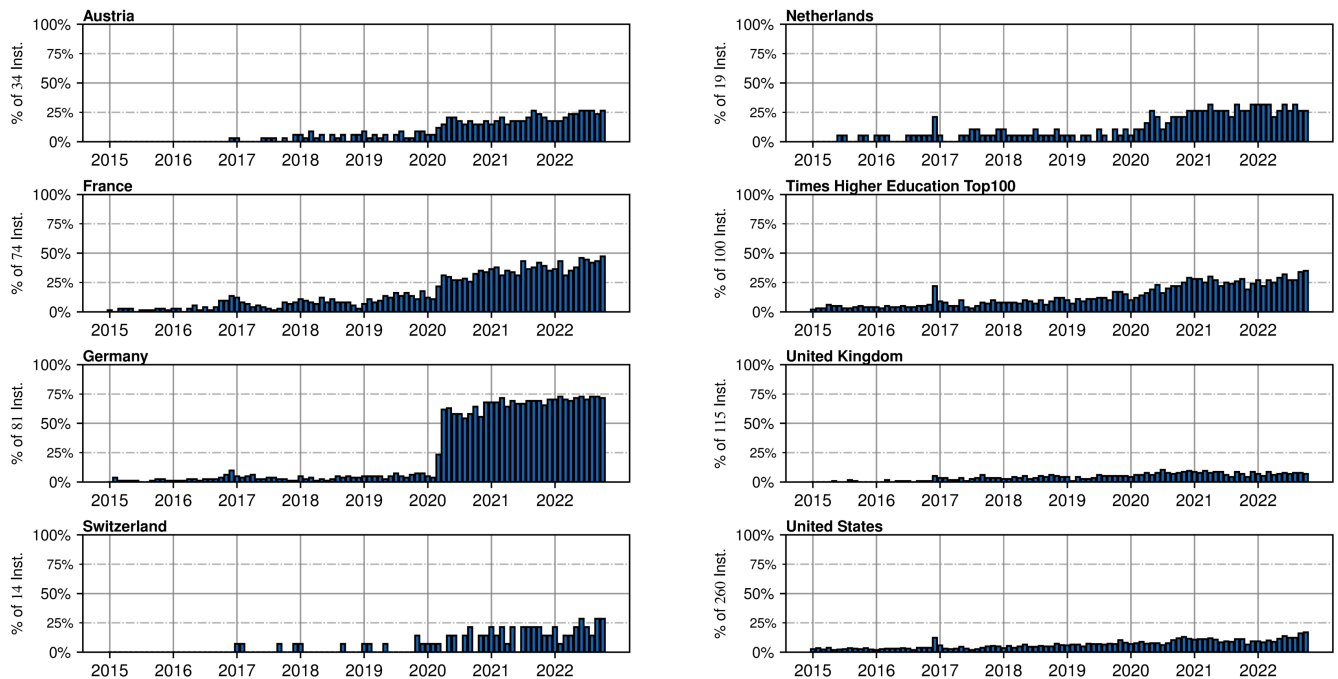 Austria
100%
75%
50%
25%
0%
% of 34 Inst.
2015 2016 2017 2018 2019 2020 2021 2022
Netherlands
100%
75%
50%
25%
0%
% of 19 Inst.
2015 2016 2017 2018 2019 2020 2021 2022
France
100%
75%
50%
25%
0%
% of 74 Inst.
2015 2016 2017 2018 2019 2020 2021 2022
Times Higher Education Top100
100%
75%
50%
25%
0%
% of 100 Inst.
2015 2016 2017 2018 2019 2020 2021 2022
Germany
100%
75%
50%
25%
0%
% of 81 Inst.
2015 2016 2017 2018 2019 2020 2021 2022
United Kingdom
100%
75%
50%
25%
0%
% of 115 Inst.
2015 2016 2017 2018 2019 2020 2021 2022
Switzerland
100%
75%
50%
25%
0%
% of 14 Inst.
2015 2016 2017 2018 2019 2020 2021 2022
United States
100%
75%
50%
25%
0%
% of 260 Inst.
2015 2016 2017 2018 2019 2020 2021 2022